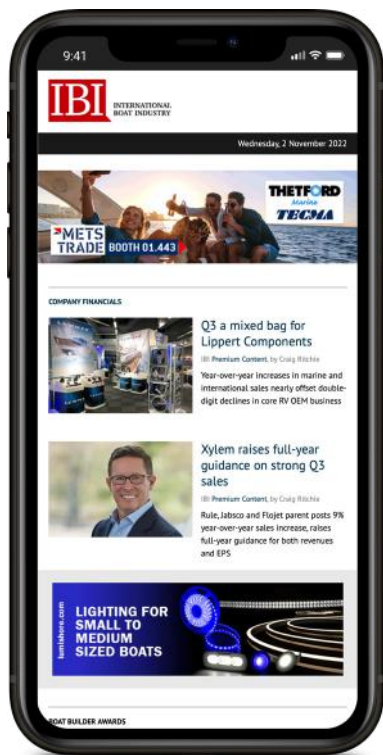 9:41
IBI
INTERNATIONAL
BOAT INDUSTRY
Wednesday, 2 November 2022
THETFORD
Marine
TECMA
METS
TRADE
BOOTH 01.443
COMPANY FINANCIALS
Q3 a mixed bag for
Lippert Components
IBI Premium Content, by Craig Ritchie
Year-over-year increases in marine and
international sales nearly offset double-
digit declines in core RV OEM business
Xylem raises full-year
guidance on strong Q3
sales
IBI Premium Content, by Craig Ritchie
Rule, Jabsco and Flojet parent posts 9%
year-over-year sales increase, raises
full-year guidance for both revenues
and EPS
lumishore.com
LIGHTING FOR
SMALL TO
MEDIUM
SIZED BOATS
BOAT BUILDER AWARDS